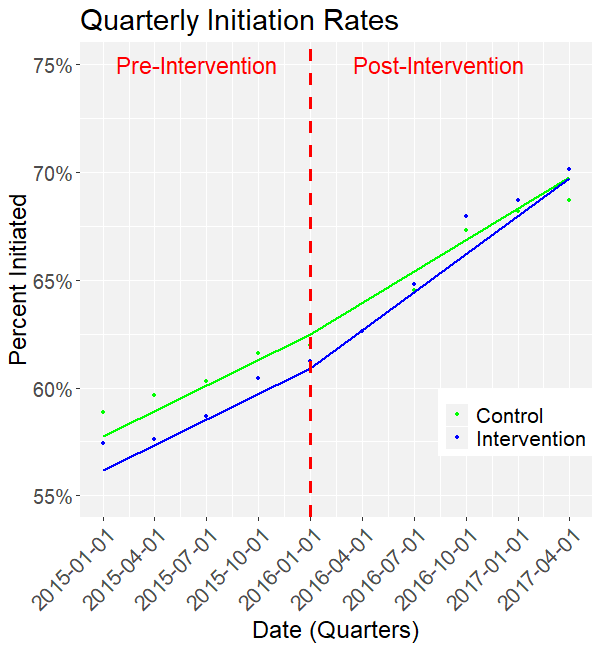 Quarterly Initiation Rates
Pre-Intervention
Post-Intervention
75%
70%
65%
60%
55%
Percent Initiated
Control
Intervention
2015-01-01
2015-04-01
2015-07-01
2015-10-01
2016-01-01
2016-04-01
2016-07-01
2016-10-01
2017-01-01
2017-04-01
Date (Quarters)